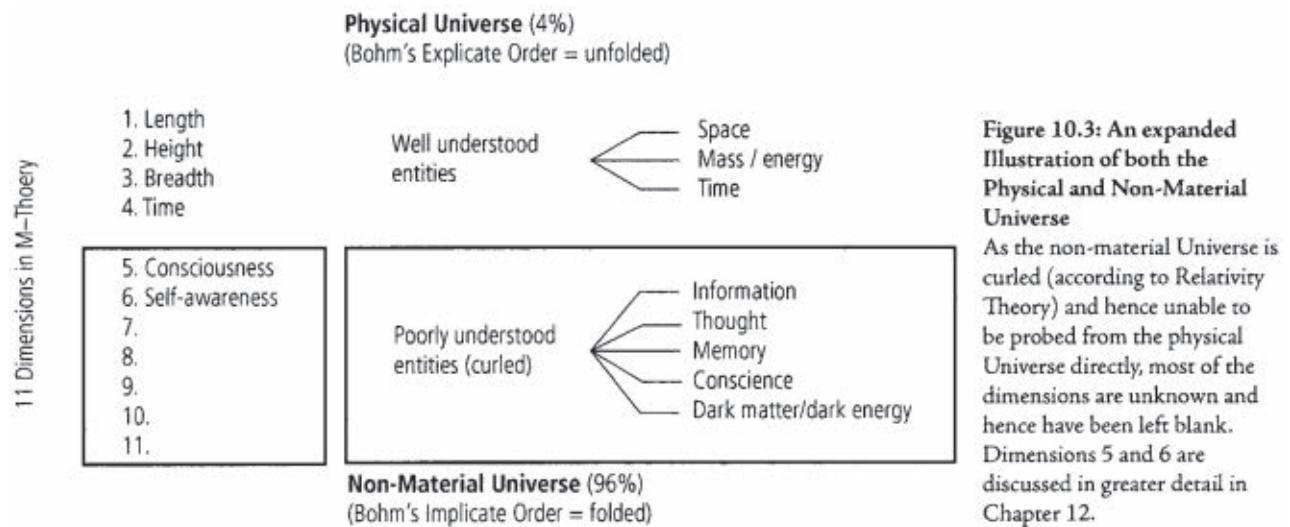 Physical Universe (4%)
(Bohm's Explicate Order = unfolded)
11 Dimensions in M–Thoery
1. Length
2. Height
3. Breadth
4. Time
Well understood
entities
Space
Mass / energy
Time
5. Consciousness
6. Self-awareness
7.
8.
9.
10.
11.
Poorly understood
entities (curled)
Information
Thought
Memory
Conscience
Dark matter/dark energy
Non-Material Universe (96%)
(Bohm's Implicate Order = folded)
Figure 10.3: An expanded
Illustration of both the
Physical and Non-Material
Universe
As the non-material Universe is
curled (according to Relativity
Theory) and hence unable to
be probed from the physical
Universe directly, most of the
dimensions are unknown and
hence have been left blank.
Dimensions 5 and 6 are
discussed in greater detail in
Chapter 12.